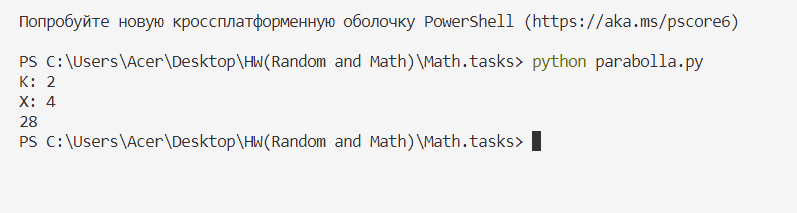 Попробуйте новую кроссплатформенную оболочку PowerShell (https://aka.ms/pscore6)
PS C:\Users\Acer\Desktop\HW(Random and Math)\Math.tasks> python parabolla.py
K: 2
X: 4
28
PS C:\Users\Acer\Desktop\HW(Random and Math)\Math.tasks>